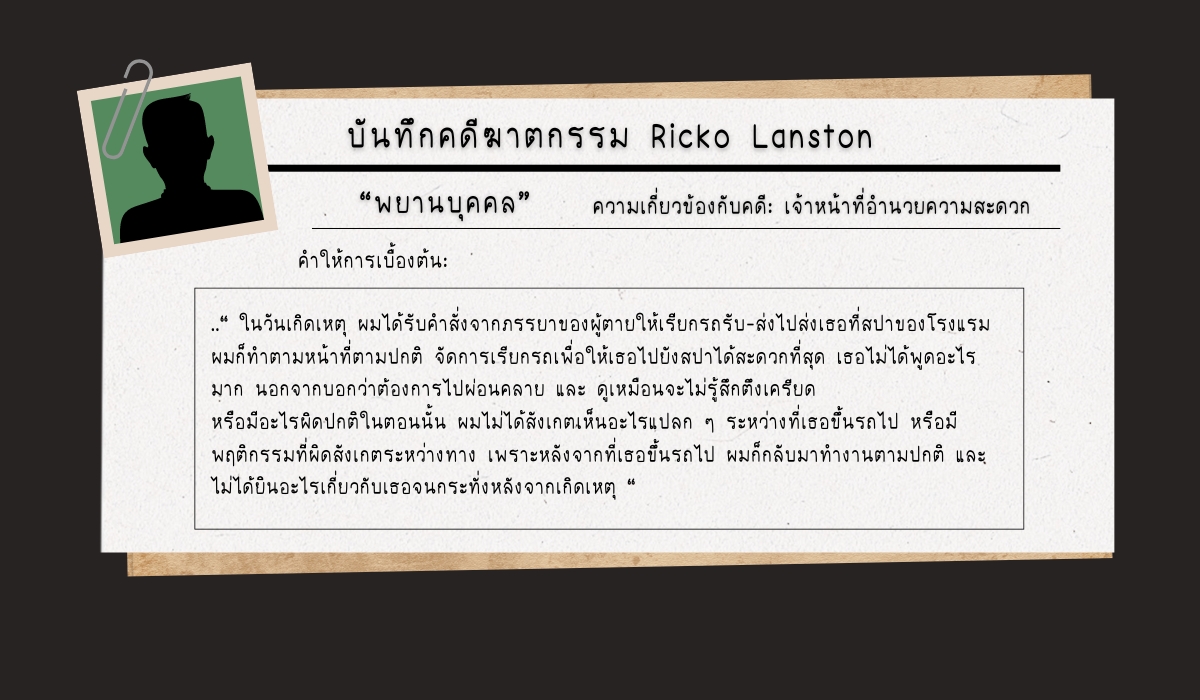 บันทึกคดีฆาตกรรม Ricko Lanston
“พยานบุคคล” ความเกี่ยวข้องกับคดี: เจ้าหน้าที่อำนวยความสะดวก
คำให้การเบื้องต้น:
..“ ในวันเกิดเหตุ ผมได้รับคำสั่งจากภรรยาของผู้ตายให้เรียกรถรับ-ส่งไปส่งเธอที่สปาของโรงแรม
ผมก็ทำตามหน้าที่ตามปกติ จัดการเรียกรถเพื่อให้เธอไปยังสปาได้สะดวกที่สุด เธอไม่ได้พูดอะไร
มาก นอกจากบอกว่าต้องการไปผ่อนคลาย และ ดูเหมือนจะไม่รู้สึกตึงเครียด
หรือมีอะไรผิดปกติในตอนนั้น ผมไม่ได้สังเกตเห็นอะไรแปลก ๆ ระหว่างที่เธอขึ้นรถไป หรือมี
พฤติกรรมที่ผิดสังเกตระหว่างทาง เพราะหลังจากที่เธอขึ้นรถไป ผมก็กลับมาทำงานตามปกติ และ
ไม่ได้ยินอะไรเกี่ยวกับเธอจนกระทั่งหลังจากเกิดเหตุ “